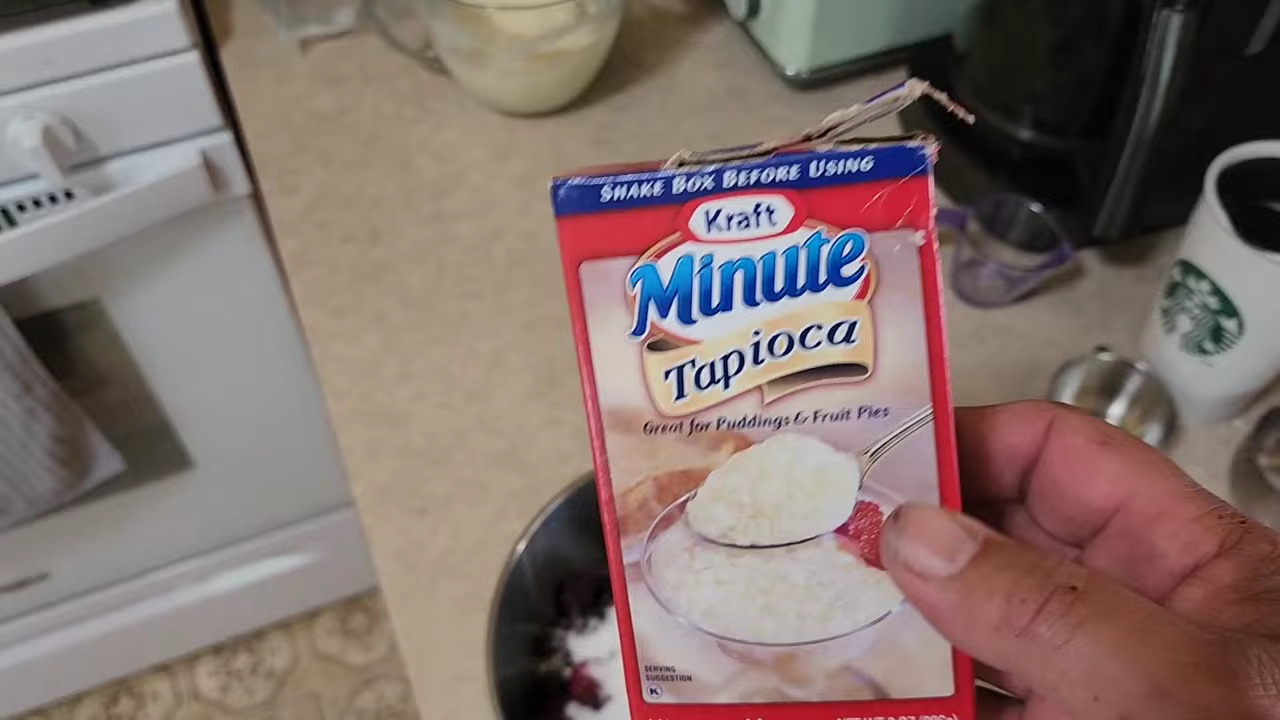 SHAKE BOX BEFORE USING
Kraft
Minute
Tapioca
Great for Puddings & Fruit Pies
SERVING
SUGGESTION
K